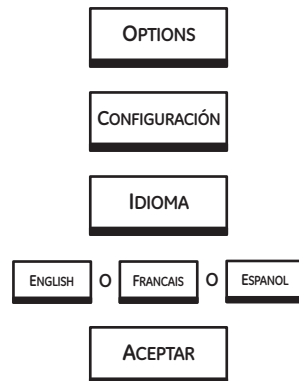 OPTIONS
CONFIGURACIÓN
IDIOMA
ENGLISH O FRANCAIS O ESPANOL
ACEPTAR